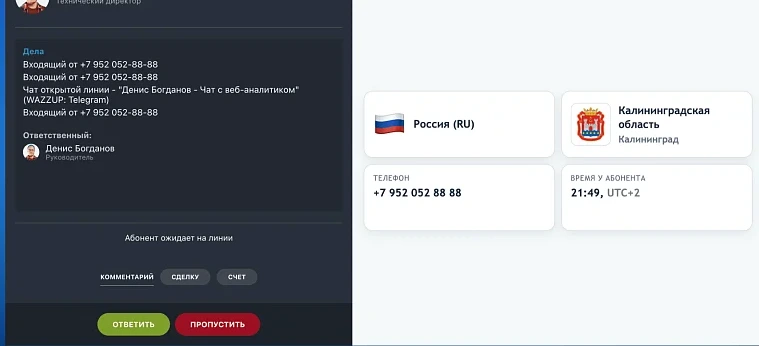 Технический директор
Дела
Входящий от +7 952 052-88-88
Входящий от +7 952 052-88-88
Чат открытой линии - "Денис Богданов - Чат с веб-аналитиком"
(WAZZUP: Telegram)
Входящий от +7 952 052-88-88
Ответственный:
Денис Богданов
Руководитель
Абонент ожидает на линии
КОММЕНТАРИЙ
СДЕЛКУ
СЧЕТ
ОТВЕТИТЬ
ПРОПУСТИТЬ
Россия (RU)
Калининградская
область
Калининград
ТЕЛЕФОН
+7 952 052 88 88
ВРЕМЯ У АБОНЕНТА
21:49, UTC+2